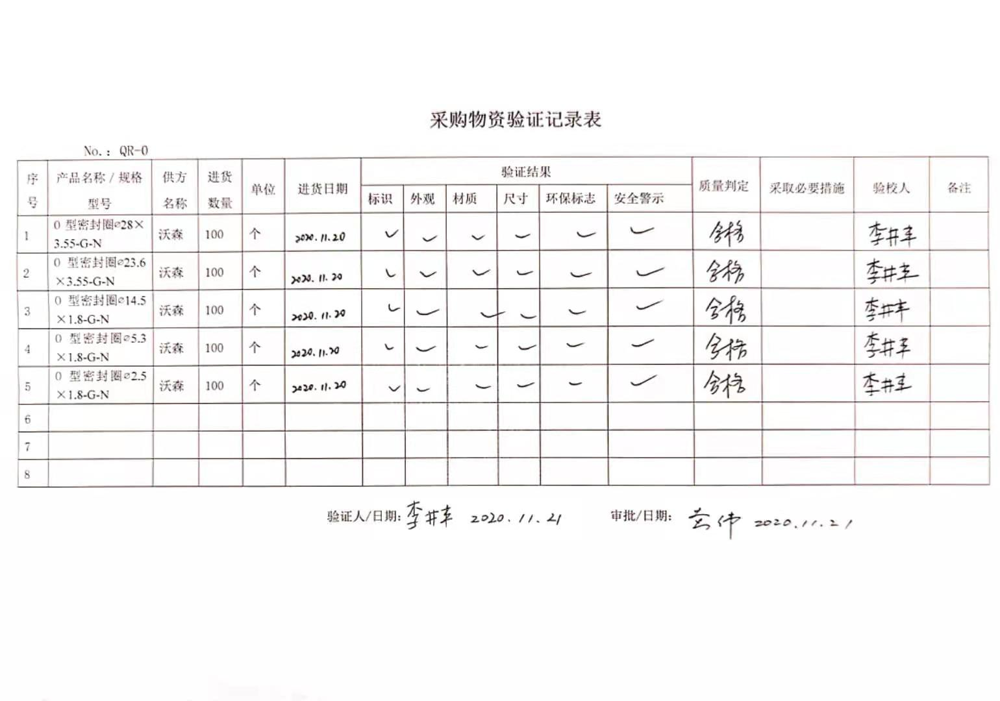 采购物资验证记录表
No.: QR-0
序号 产品名称/规格型号 供方名称 进货数量 单位 进货日期 验证结果 质量判定 采取必要措施 验校人 备注
标识 外观 材质 尺寸 环保标志 安全警示
1 O 型密封圈⌀28×3.55-G-N 沃森 100 个 2020.11.20 ✓ ✓ ✓ ✓ ✓ ✓ 合格 李井丰
2 O 型密封圈⌀23.6×3.55-G-N 沃森 100 个 2020.11.20 ✓ ✓ ✓ ✓ ✓ ✓ 合格 李井丰
3 O 型密封圈⌀14.5×1.8-G-N 沃森 100 个 2020.11.20 ✓ ✓ ✓ ✓ ✓ ✓ 合格 李井丰
4 O 型密封圈⌀5.3×1.8-G-N 沃森 100 个 2020.11.20 ✓ ✓ ✓ ✓ ✓ ✓ 合格 李井丰
5 O 型密封圈⌀2.5×1.8-G-N 沃森 100 个 2020.11.20 ✓ ✓ ✓ ✓ ✓ ✓ 合格 李井丰
6
7
8
验证人/日期: 李井丰 2020.11.21 审批/日期: 2020.11.21